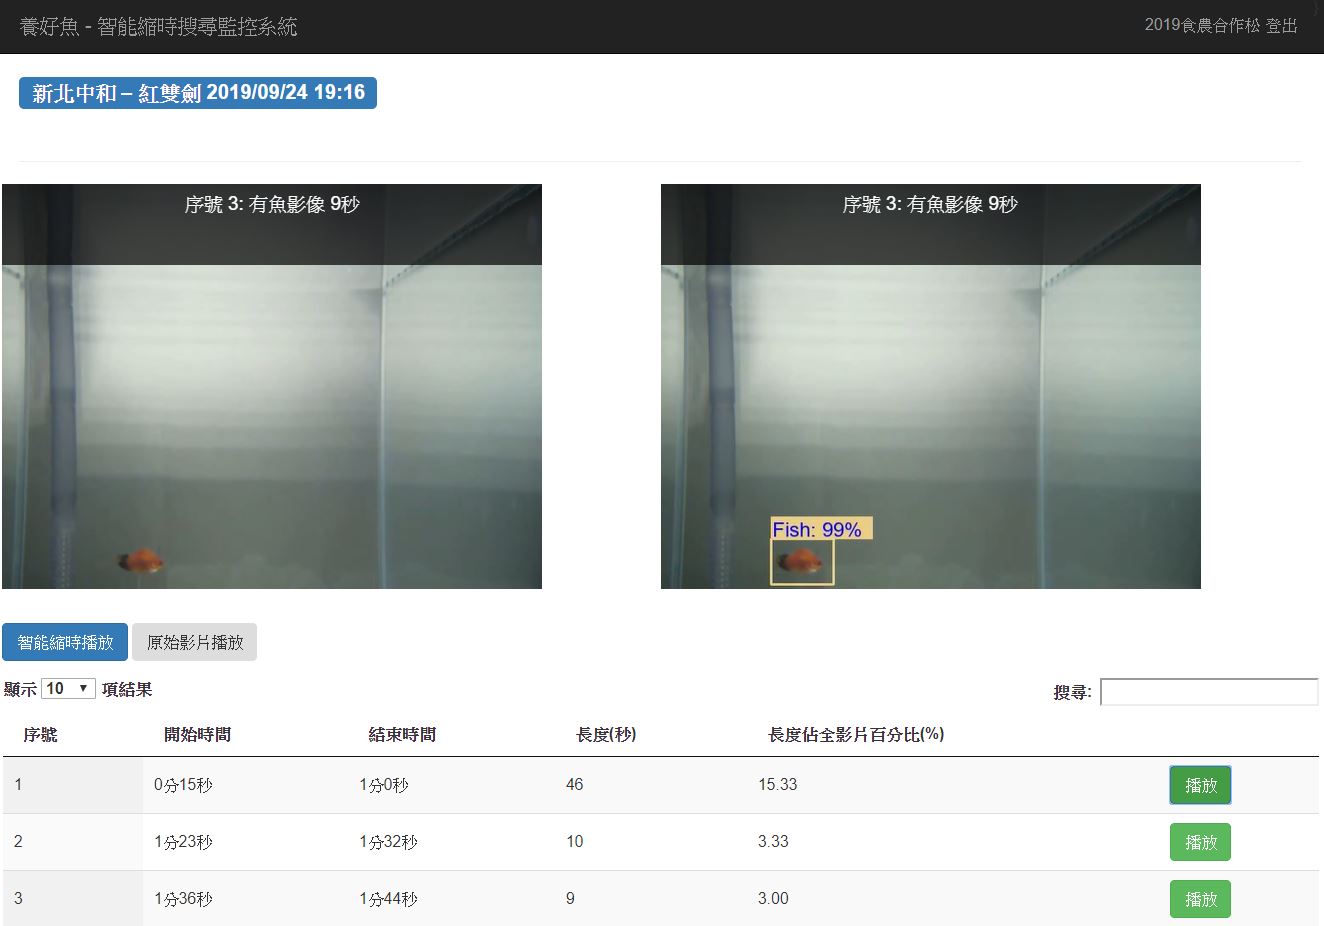 養好魚 - 智能縮時搜尋監控系統
2019食農合作松 登出
新北中和 – 紅雙劍 2019/09/24 19:16
序號 3: 有魚影像 9秒
序號 3: 有魚影像 9秒
Fish: 99%
智能縮時播放 原始影片播放
顯示 10 項結果
搜尋:
序號 開始時間 結束時間 長度(秒) 長度佔全影片百分比(%)
1 0分15秒 1分0秒 46 15.33 播放
2 1分23秒 1分32秒 10 3.33 播放
3 1分36秒 1分44秒 9 3.00 播放